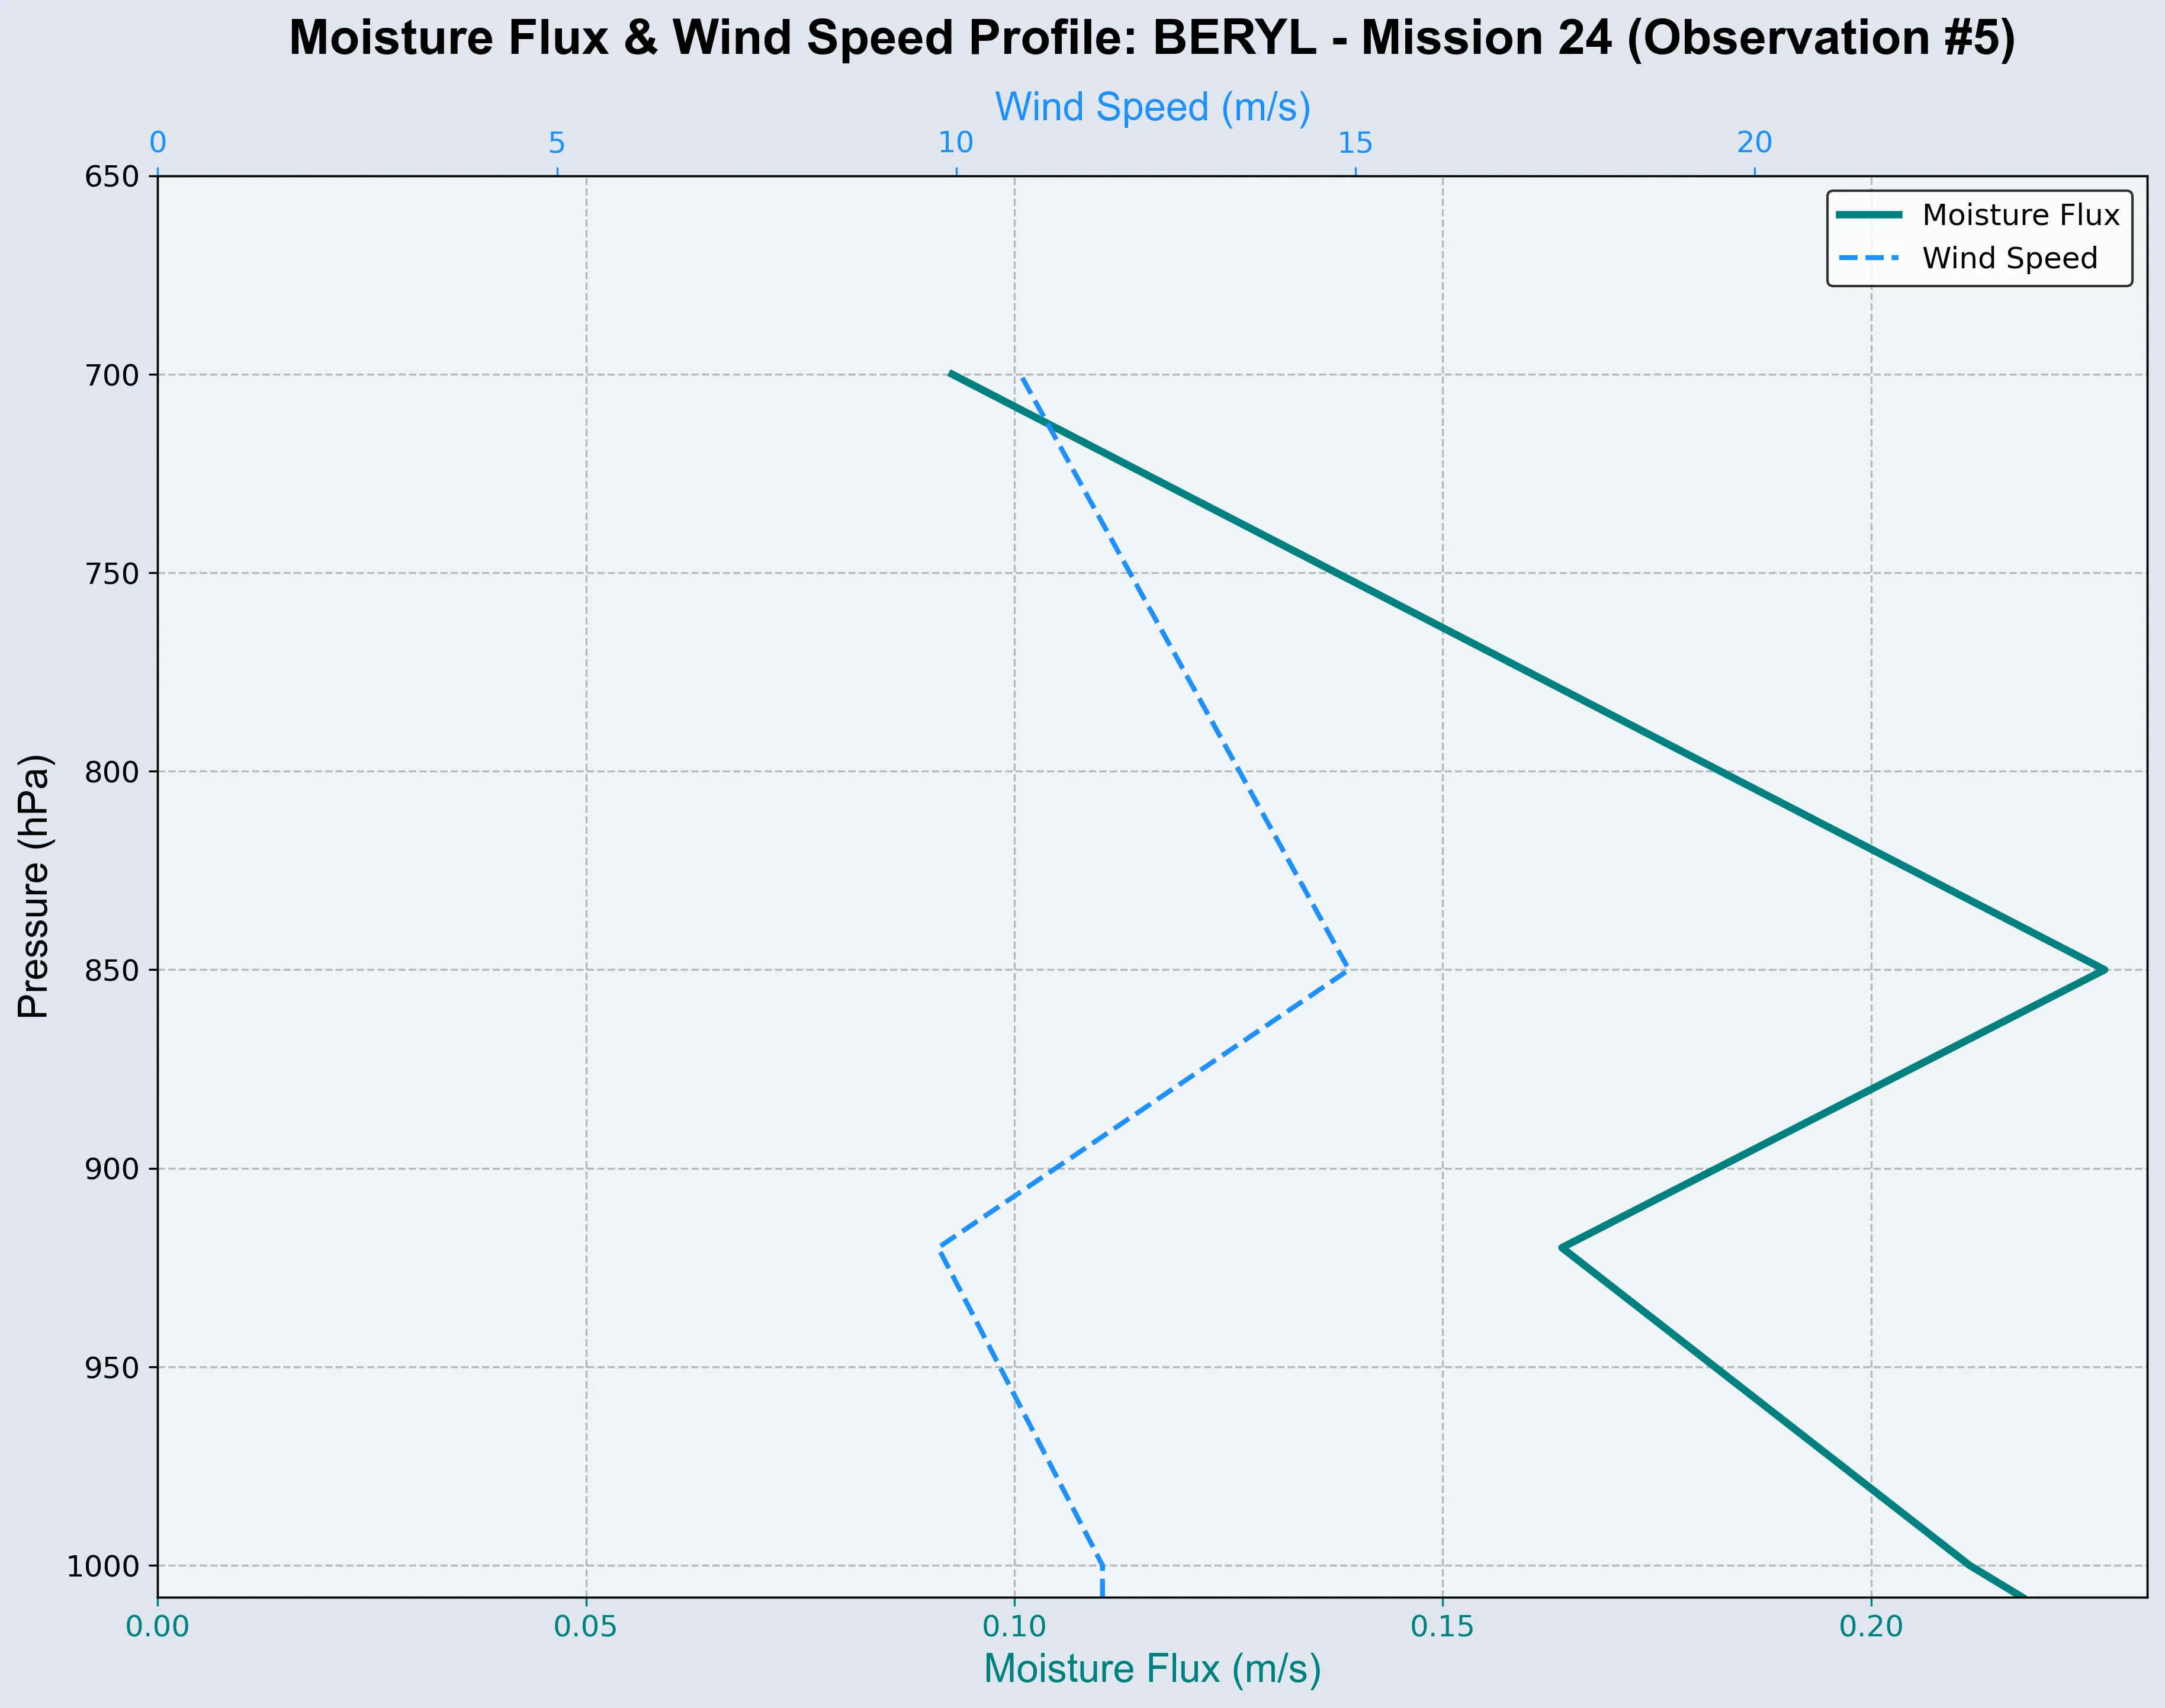 Moisture Flux & Wind Speed Profile: BERYL - Mission 24 (Observation #5)
Wind Speed (m/s)
0 5 10 15 20
Moisture Flux
Wind Speed
Pressure (hPa)
650
700
750
800
850
900
950
1000
0.00 0.05 0.10 0.15 0.20
Moisture Flux (m/s)